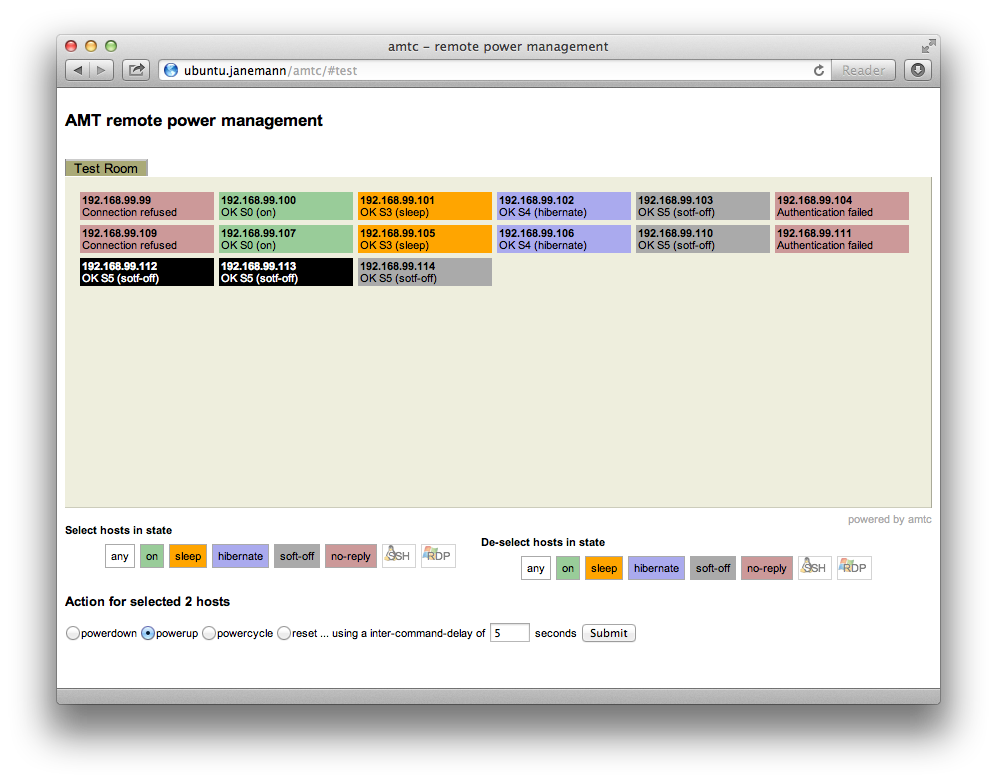 amtc – remote power management
ubuntu.janemann/amtc/#test
Reader
AMT remote power management
Test Room
192.168.99.99 192.168.99.100 192.168.99.101 192.168.99.102 192.168.99.103 192.168.99.104
Connection refused OK S0 (on) OK S3 (sleep) OK S4 (hibernate) OK S5 (sotf-off) Authentication failed
192.168.99.109 192.168.99.107 192.168.99.105 192.168.99.106 192.168.99.110 192.168.99.111
Connection refused OK S0 (on) OK S3 (sleep) OK S4 (hibernate) OK S5 (sotf-off) Authentication failed
192.168.99.112 192.168.99.113 192.168.99.114
OK S5 (sotf-off) OK S5 (sotf-off) OK S5 (sotf-off)
powered by amtc
Select hosts in state
any on sleep hibernate soft-off no-reply SSH RDP
De-select hosts in state
any on sleep hibernate soft-off no-reply SSH RDP
Action for selected 2 hosts
powerdown powerup powercycle reset ... using a inter-command-delay of 5 seconds Submit